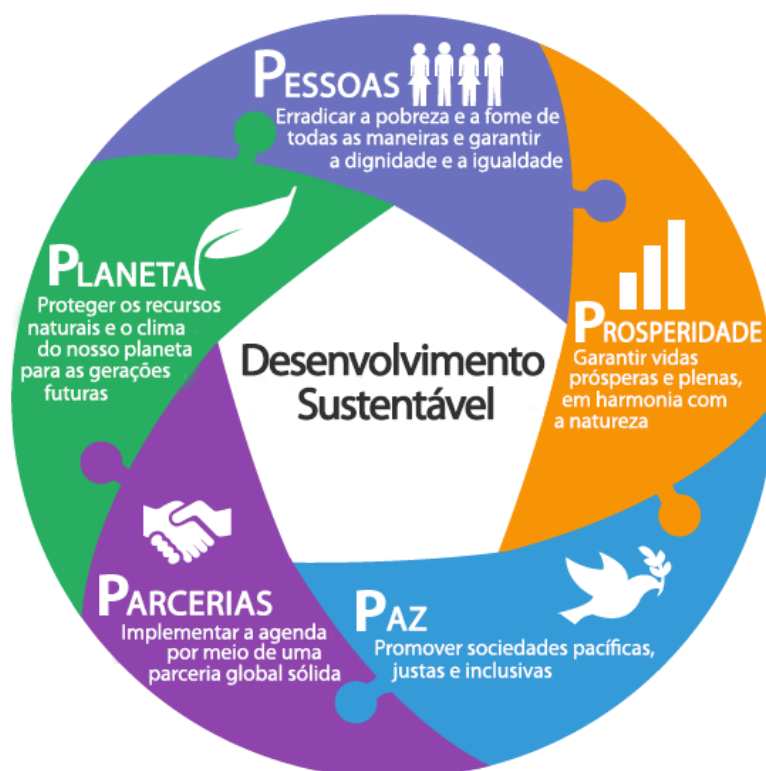 PESSOAS
Erradicar a pobreza e a fome de
todas as maneiras e garantir
a dignidade e a igualdade
PLANETA
Proteger os recursos
naturais e o clima
do nosso planeta
para as gerações
futuras
PROSPERIDADE
Garantir vidas
prósperas e plenas,
em harmonia com
a natureza
Desenvolvimento
Sustentável
PARCERIAS
Implementar a agenda
por meio de uma
parceria global sólida
PAZ
Promover sociedades pacíficas,
justas e inclusivas